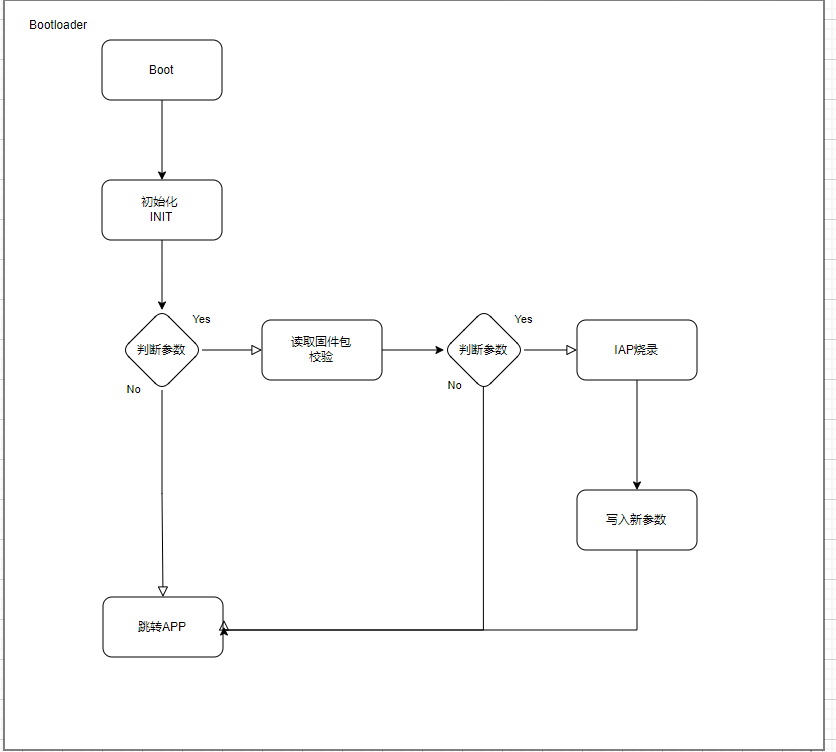 Bootloader
Boot
初始化
INIT
判断参数
Yes
No
读取固件包
校验
判断参数
Yes
No
IAP烧录
写入新参数
跳转APP